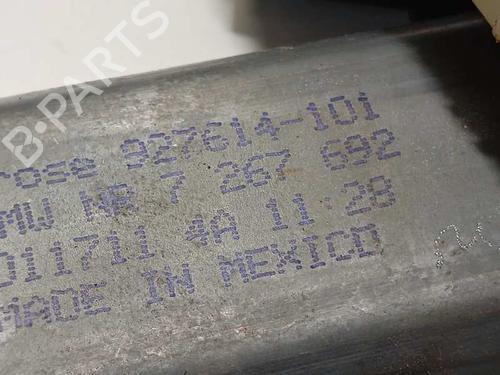 B-PARTS
rose 927614-101
MW NR 7 267 692
011711 4A 11:28
MADE IN MEXICO